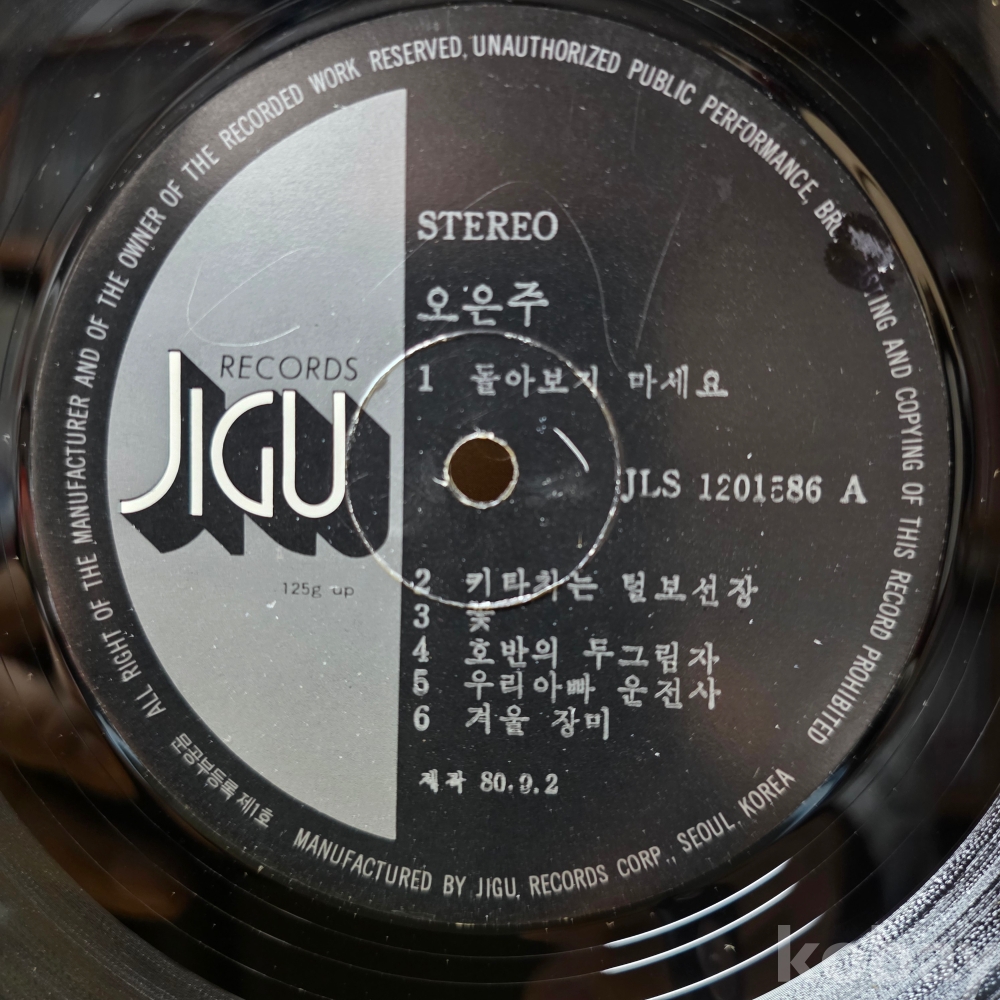 ALL RIGHT OF THE MANUFACTURER AND OF THE OWNER OF THE RECORDED WORK RESERVED, UNAUTHORIZED PUBLIC PERFORMANCE, AND COPYING OF THIS RECORD PROHIBITED
STEREO
오은주
RECORDS
JIGU
1 돌아보지 마세요
JLS 1201586 A
125g up
2 키타치는 털보선장
3 꽃
4 호반의 두그림자
5 우리아빠 운전사
6 겨울 장미
제작 80.9.2
문공부등록 제1호
MANUFACTURED BY JIGU, RECORDS CORP., SEOUL, KOREA